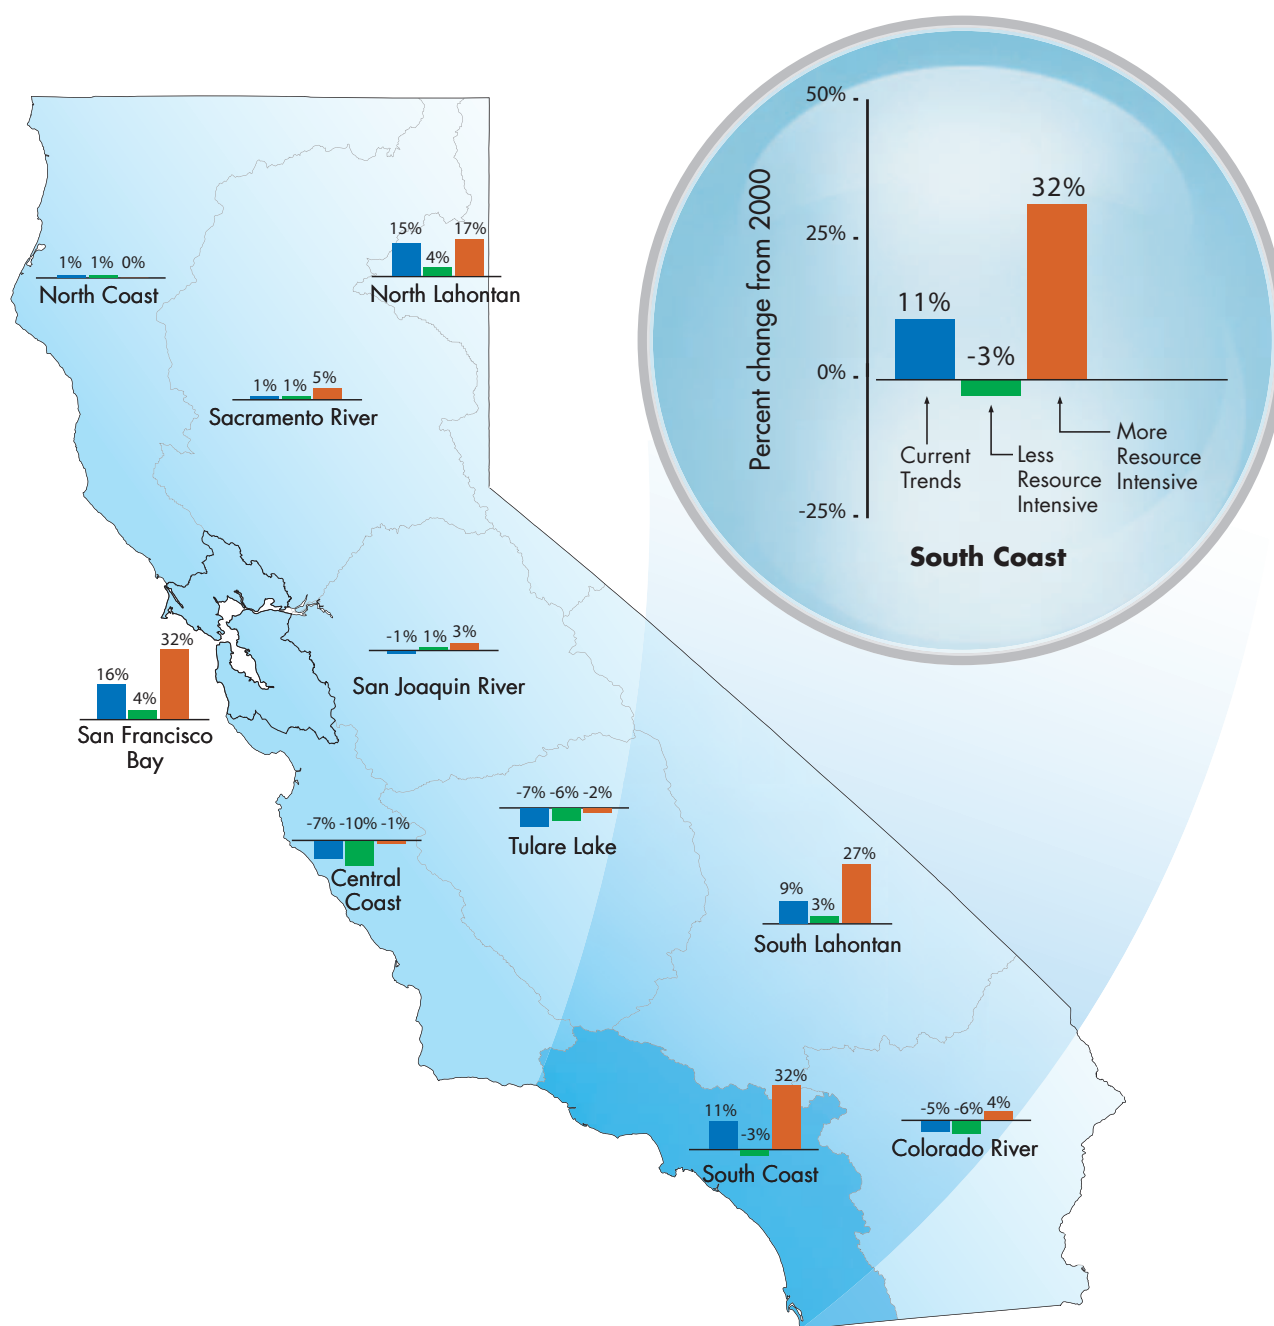 50%
25%
0%
-25%
Percent change from 2000
11%
-3%
32%
Current
Trends
Less
Resource
Intensive
More
Resource
Intensive
South Coast
1% 1% 0%
North Coast
15% 4% 17%
North Lahontan
1% 1% 5%
Sacramento River
16% 4% 32%
San Francisco
Bay
-1% 1% 3%
San Joaquin River
-7% -6% -2%
Tulare Lake
-7% -10% -1%
Central
Coast
9% 3% 27%
South Lahontan
11% -3% 32%
South Coast
-5% -6% 4%
Colorado River